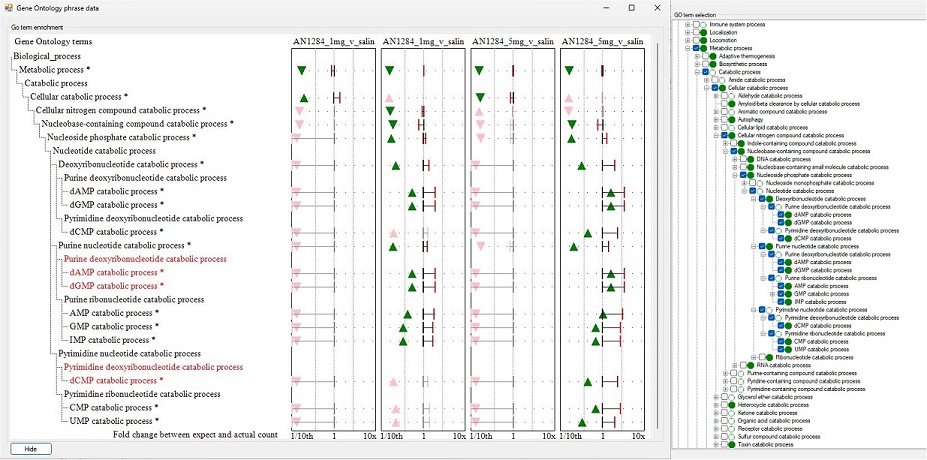 Gene Ontology phrase data
Go term enrichment
Gene Ontology terms
AN1284_1mg_v_salin
AN1284_1mg_v_salin
AN1284_5mg_v_salin
AN1284_5mg_v_salin
Biological_process
Metabolic process *
Catabolic process
Cellular catabolic process *
Cellular nitrogen compound catabolic process *
Nucleobase-containing compound catabolic process *
Nucleoside phosphate catabolic process *
Nucleotide catabolic process
Deoxyribonucleotide catabolic process *
Purine deoxyribonucleotide catabolic process
dAMP catabolic process *
dGMP catabolic process *
Pyrimidine deoxyribonucleotide catabolic process
dCMP catabolic process *
Purine nucleotide catabolic process *
Purine deoxyribonucleotide catabolic process
dAMP catabolic process *
dGMP catabolic process *
Purine ribonucleotide catabolic process
AMP catabolic process *
GMP catabolic process *
IMP catabolic process *
Pyrimidine nucleotide catabolic process
Pyrimidine deoxyribonucleotide catabolic process
dCMP catabolic process *
Pyrimidine ribonucleotide catabolic process
CMP catabolic process *
UMP catabolic process *
Fold change between expect and actual count
1/10th 1 10x
1/10th 1 10x
1/10th 1 10x
1/10th 1 10x
Hide
GO term selection
Immune system process
Localization
Locomotion
Metabolic process
Adaptive thermogenesis
Biosynthetic process
Catabolic process
Amide catabolic process
Cellular catabolic process
Aldehyde catabolic process
Amyloid-beta clearance by cellular catabolic process
Aromatic compound catabolic process
Autophagy
Cellular lipid catabolic process
Cellular nitrogen compound catabolic process
Indole-containing compound catabolic process
Nucleobase-containing compound catabolic process
DNA catabolic process
Nucleobase-containing small molecule catabolic process
Nucleoside phosphate catabolic process
Nucleoside monophosphate catabolic process
Nucleotide catabolic process
Deoxyribonucleotide catabolic process
Purine deoxyribonucleotide catabolic process
dAMP catabolic process
dGMP catabolic process
Pyrimidine deoxyribonucleotide catabolic process
dCMP catabolic process
Purine nucleotide catabolic process
Purine deoxyribonucleotide catabolic process
dAMP catabolic process
dGMP catabolic process
Purine ribonucleotide catabolic process
AMP catabolic process
GMP catabolic process
IMP catabolic process
Pyrimidine nucleotide catabolic process
Pyrimidine deoxyribonucleotide catabolic process
dCMP catabolic process
Pyrimidine ribonucleotide catabolic process
CMP catabolic process
UMP catabolic process
Ribonucleotide catabolic process
RNA catabolic process
Purine-containing compound catabolic process
Pyridine-containing compound catabolic process
Pyrimidine-containing compound catabolic process
Glycerol ether catabolic process
Heterocycle catabolic process
Ketone catabolic process
Organic acid catabolic process
Receptor catabolic process
Sulfur compound catabolic process
Toxin catabolic process